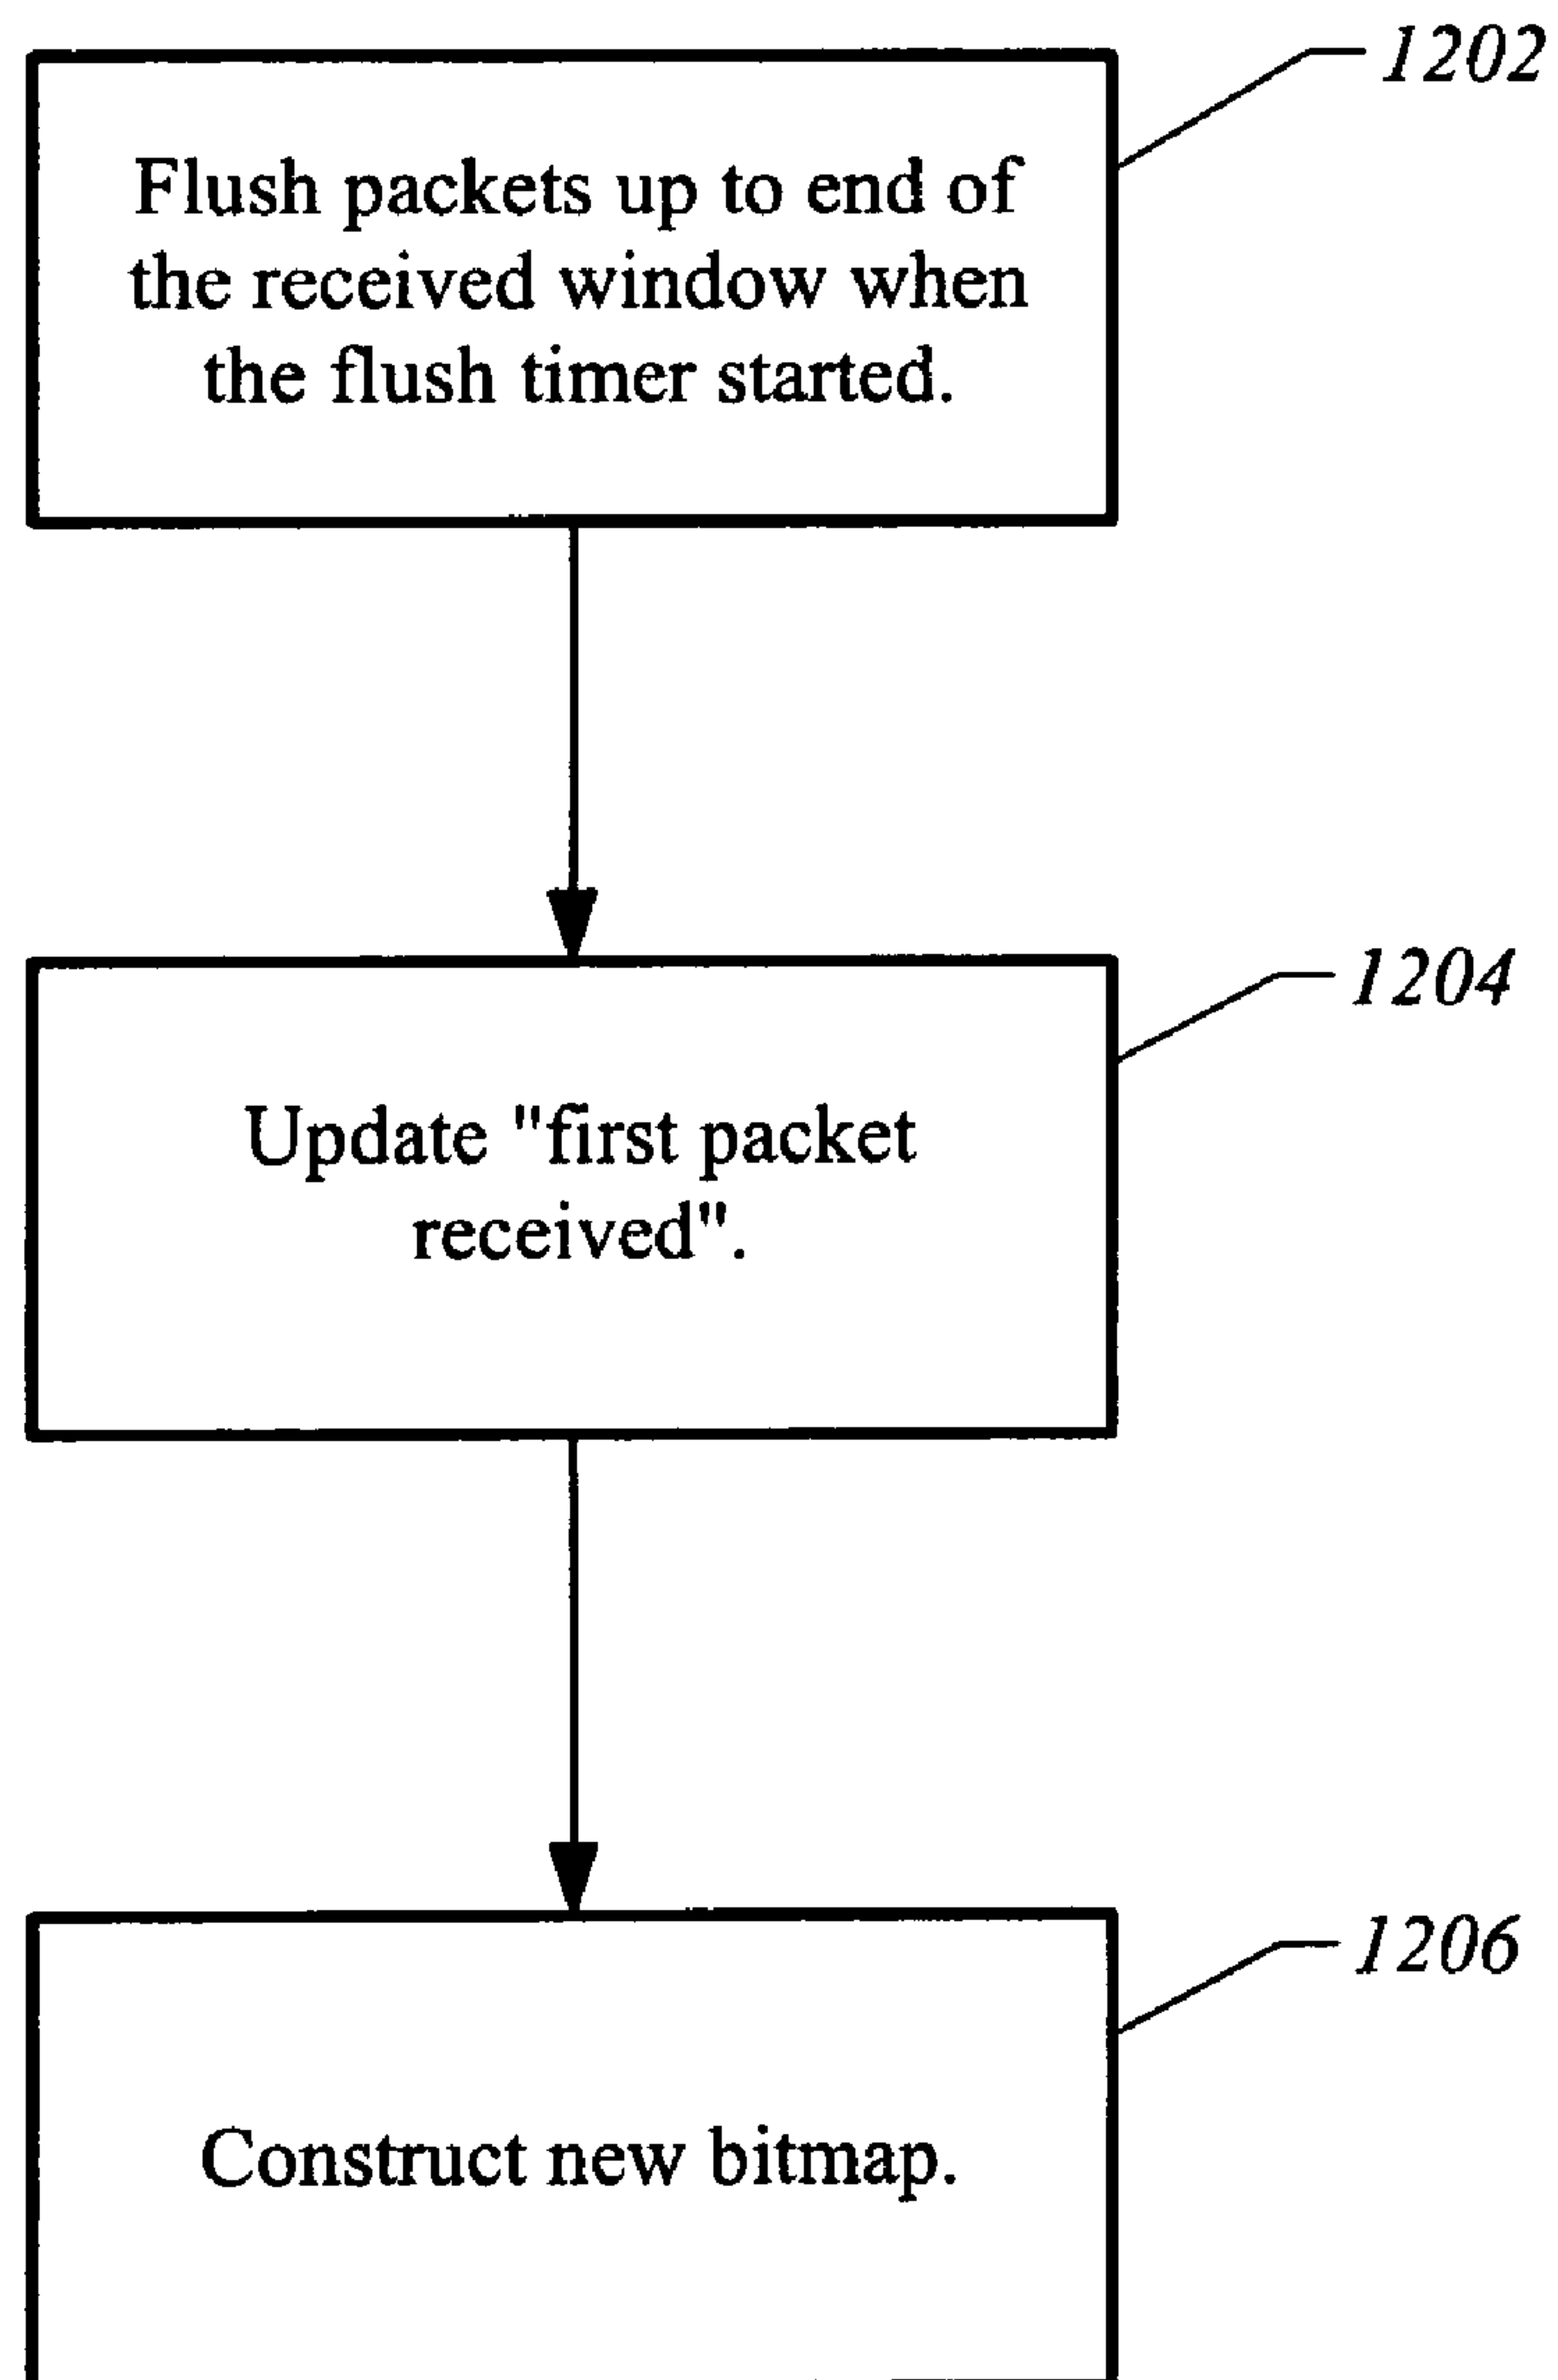 1202
Flush packets up to end of
the received window when
the flush timer started.
1204
Update "first packet
received".
1206
Construct new bitmap.